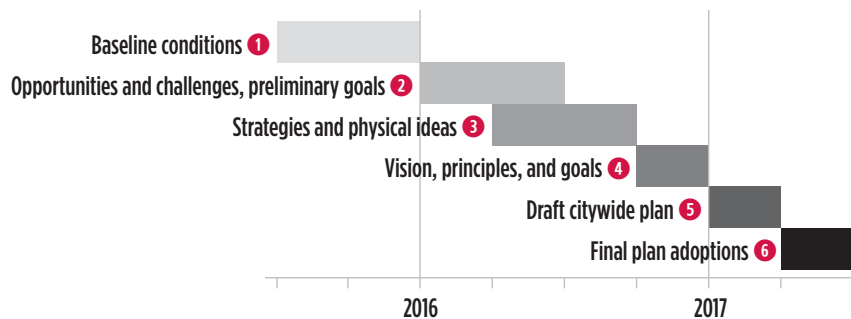 Baseline conditions 1
Opportunities and challenges, preliminary goals 2
Strategies and physical ideas 3
Vision, principles, and goals 4
Draft citywide plan 5
Final plan adoptions 6
2016 2017